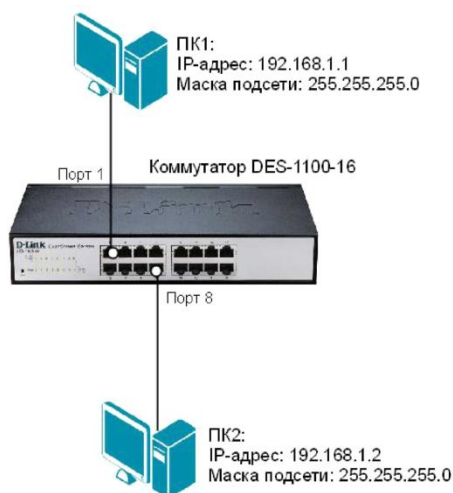 ПК1:
IP-адрес: 192.168.1.1
Маска подсети: 255.255.255.0
Порт 1
Коммутатор DES-1100-16
D-Link
Порт 8
ПК2:
IP-адрес: 192.168.1.2
Маска подсети: 255.255.255.0